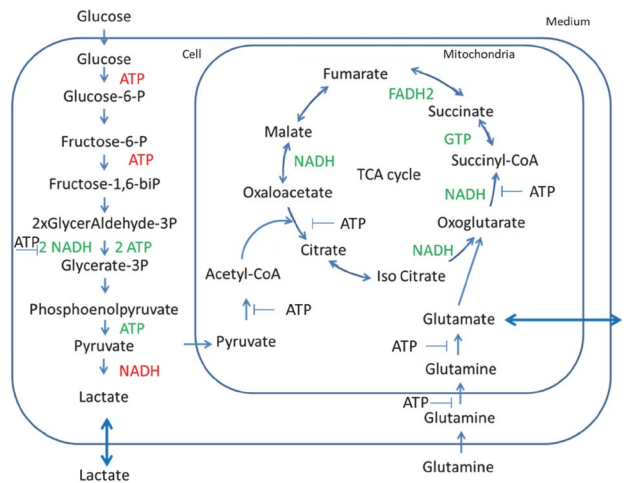 Glucose
Medium
Glucose
Cell
Mitochondria
ATP
Glucose-6-P
Fumarate
FADH2
Succinate
Fructose-6-P
ATP
Malate
GTP
NADH
Succinyl-CoA
Fructose-1,6-biP
TCA cycle
Oxaloacetate
NADH
ATP
2xGlycerAldehyde-3P
ATP
Oxoglutarate
ATP
2 NADH
2 ATP
Citrate
NADH
Glycerate-3P
Acetyl-CoA
Iso Citrate
Phosphoenolpyruvate
ATP
Glutamate
ATP
Pyruvate
Pyruvate
ATP
NADH
Glutamine
Lactate
ATP
Glutamine
Lactate
Glutamine